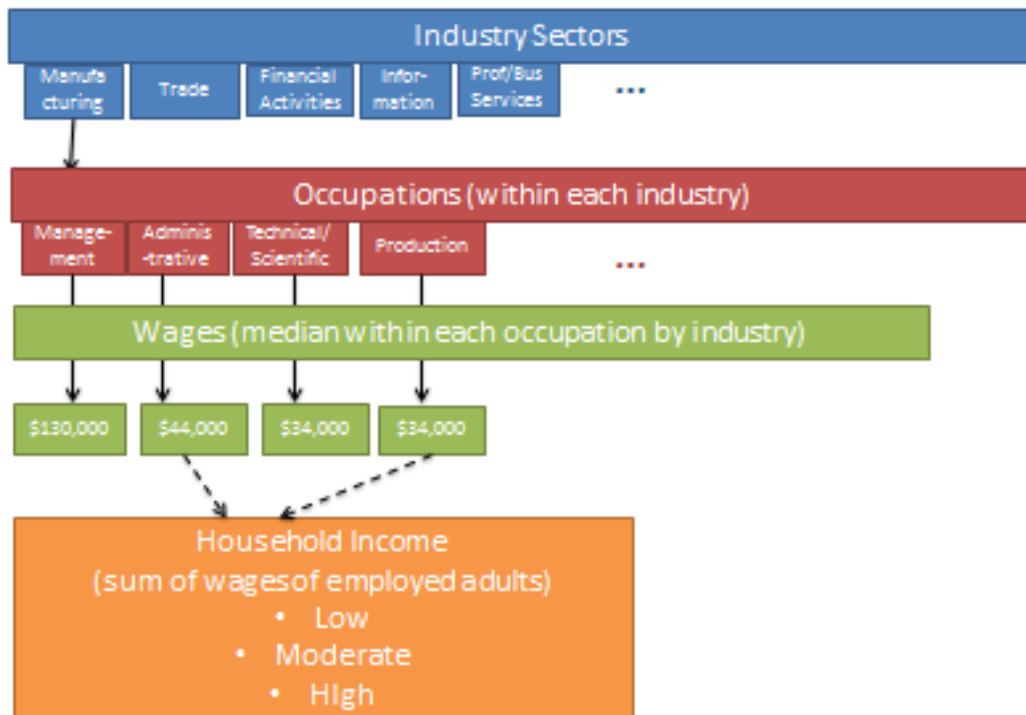 Industry Sectors
Manufa
cturing
Trade
Financial
Activities
Infor-
mation
Prof/Bus
Services
...
Occupations (within each industry)
Manage-
ment
Adminis
-trative
Technical/
Scientific
Production
...
Wages (median within each occupation by industry)
$130,000
$44,000
$34,000
$34,000
Household Income
(sum of wagesof employed adults)
• Low
• Moderate
• HIgh